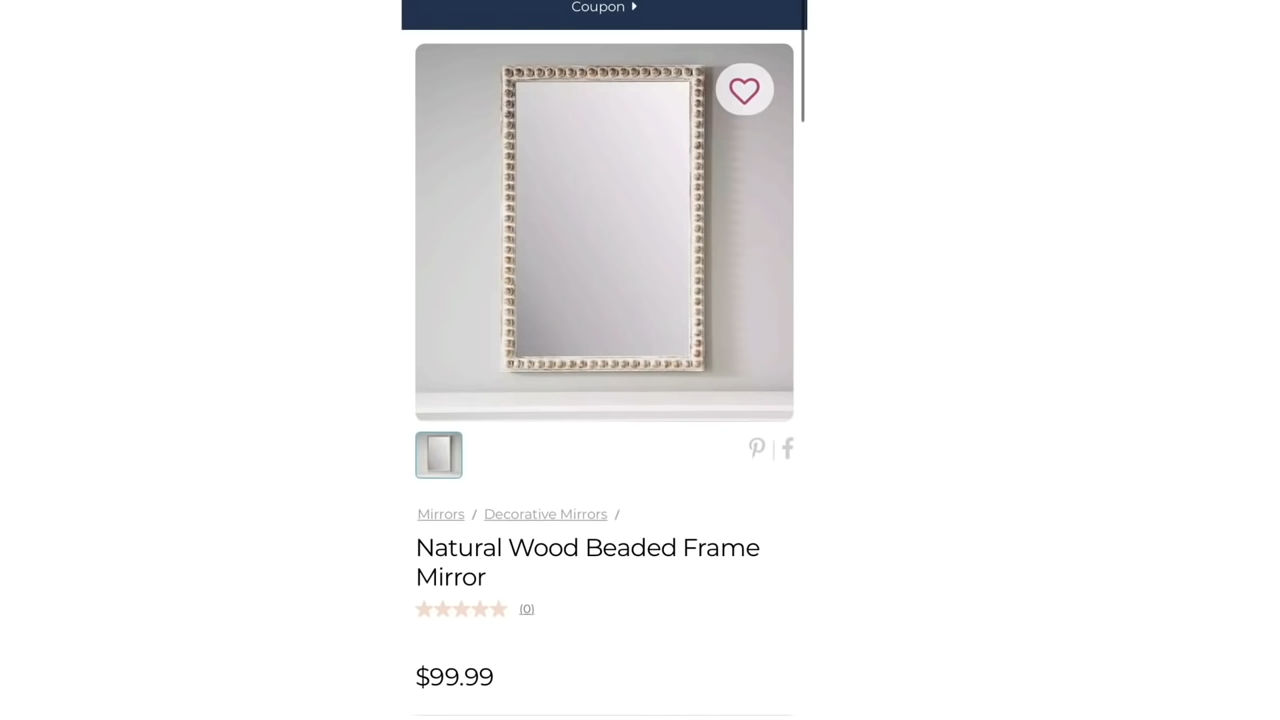 Coupon
Mirrors / Decorative Mirrors /
Natural Wood Beaded Frame
Mirror
(0)
$99.99